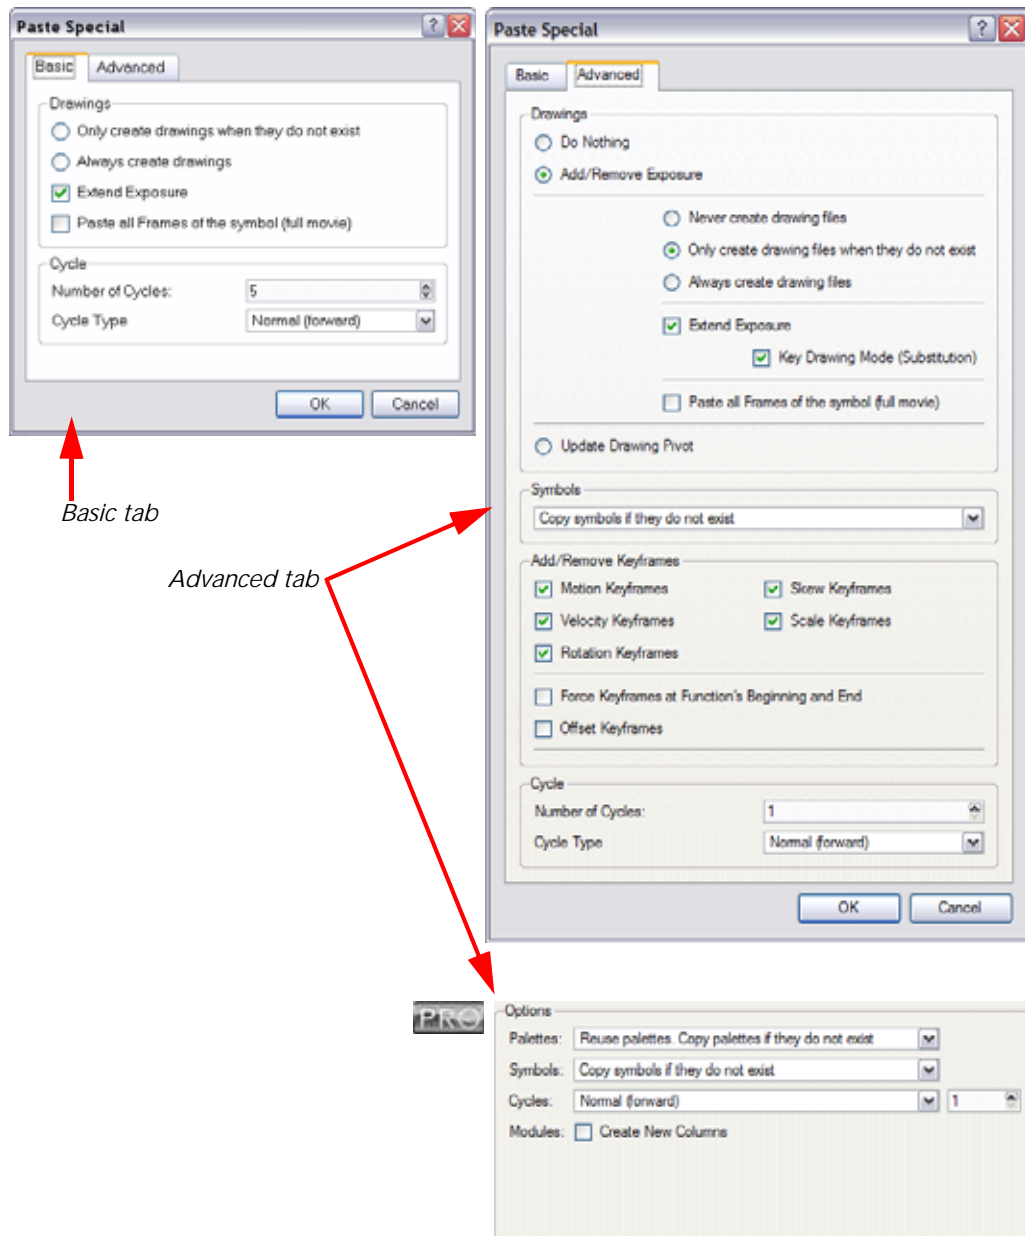 Paste Special
Basic Advanced
Drawings
Only create drawings when they do not exist
Always create drawings
Extend Exposure
Paste all Frames of the symbol (full movie)
Cycle
Number of Cycles: 5
Cycle Type Normal (forward)
OK Cancel
Basic tab
Advanced tab
Paste Special
Basic Advanced
Drawings
Do Nothing
Add/Remove Exposure
Never create drawing files
Only create drawing files when they do not exist
Always create drawing files
Extend Exposure
Key Drawing Mode (Substitution)
Paste all Frames of the symbol (full movie)
Update Drawing Pivot
Symbols
Copy symbols if they do not exist
Add/Remove Keyframes
Motion Keyframes Skew Keyframes
Velocity Keyframes Scale Keyframes
Rotation Keyframes
Force Keyframes at Function's Beginning and End
Offset Keyframes
Cycle
Number of Cycles: 1
Cycle Type Normal (forward)
OK Cancel
PRO
Options
Palettes: Reuse palettes. Copy palettes if they do not exist
Symbols: Copy symbols if they do not exist
Cycles: Normal (forward) 1
Modules: Create New Columns